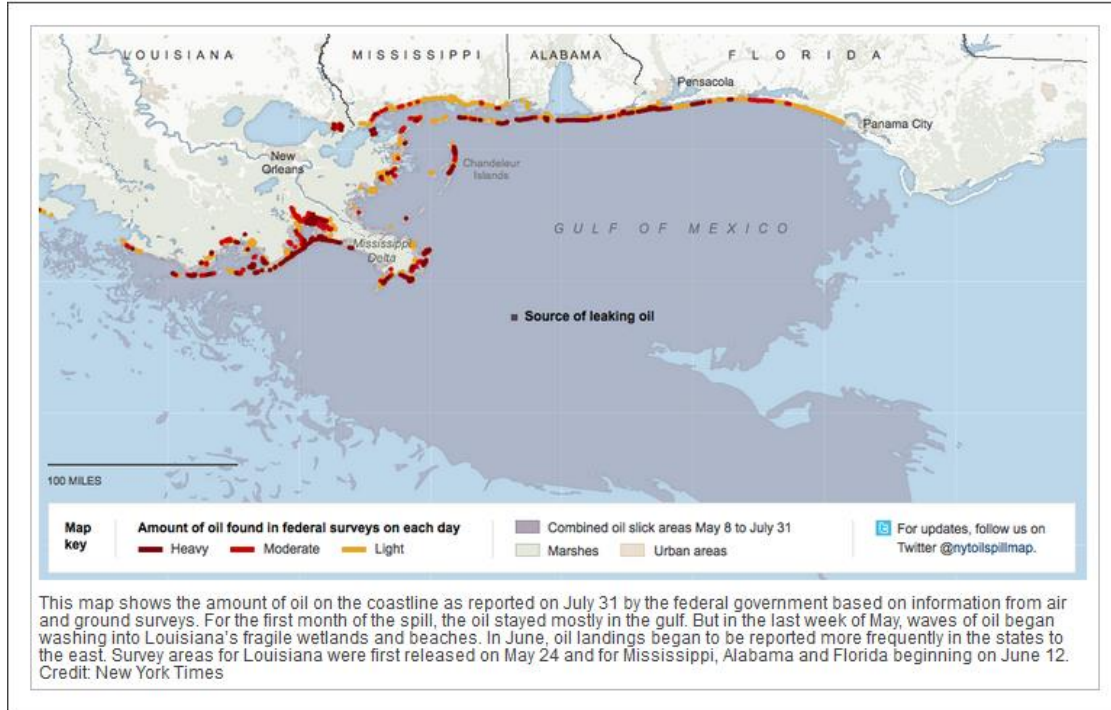 LOUISIANA
MISSISSIPPI
ALABAMA
FLORIDA
Pensacola
Panama City
New
Orleans
Chandeleur
Islands
GULF OF MEXICO
Mississippi
Delta
Source of leaking oil
100 MILES
Map
key
Amount of oil found in federal surveys on each day
Heavy
Moderate
Light
Combined oil slick areas May 8 to July 31
Marshes
Urban areas
For updates, follow us on
Twitter @nytoilspillmap.
This map shows the amount of oil on the coastline as reported on July 31 by the federal government based on information from air
and ground surveys. For the first month of the spill, the oil stayed mostly in the gulf. But in the last week of May, waves of oil began
washing into Louisiana's fragile wetlands and beaches. In June, oil landings began to be reported more frequently in the states to
the east. Survey areas for Louisiana were first released on May 24 and for Mississippi, Alabama and Florida beginning on June 12.
Credit: New York Times